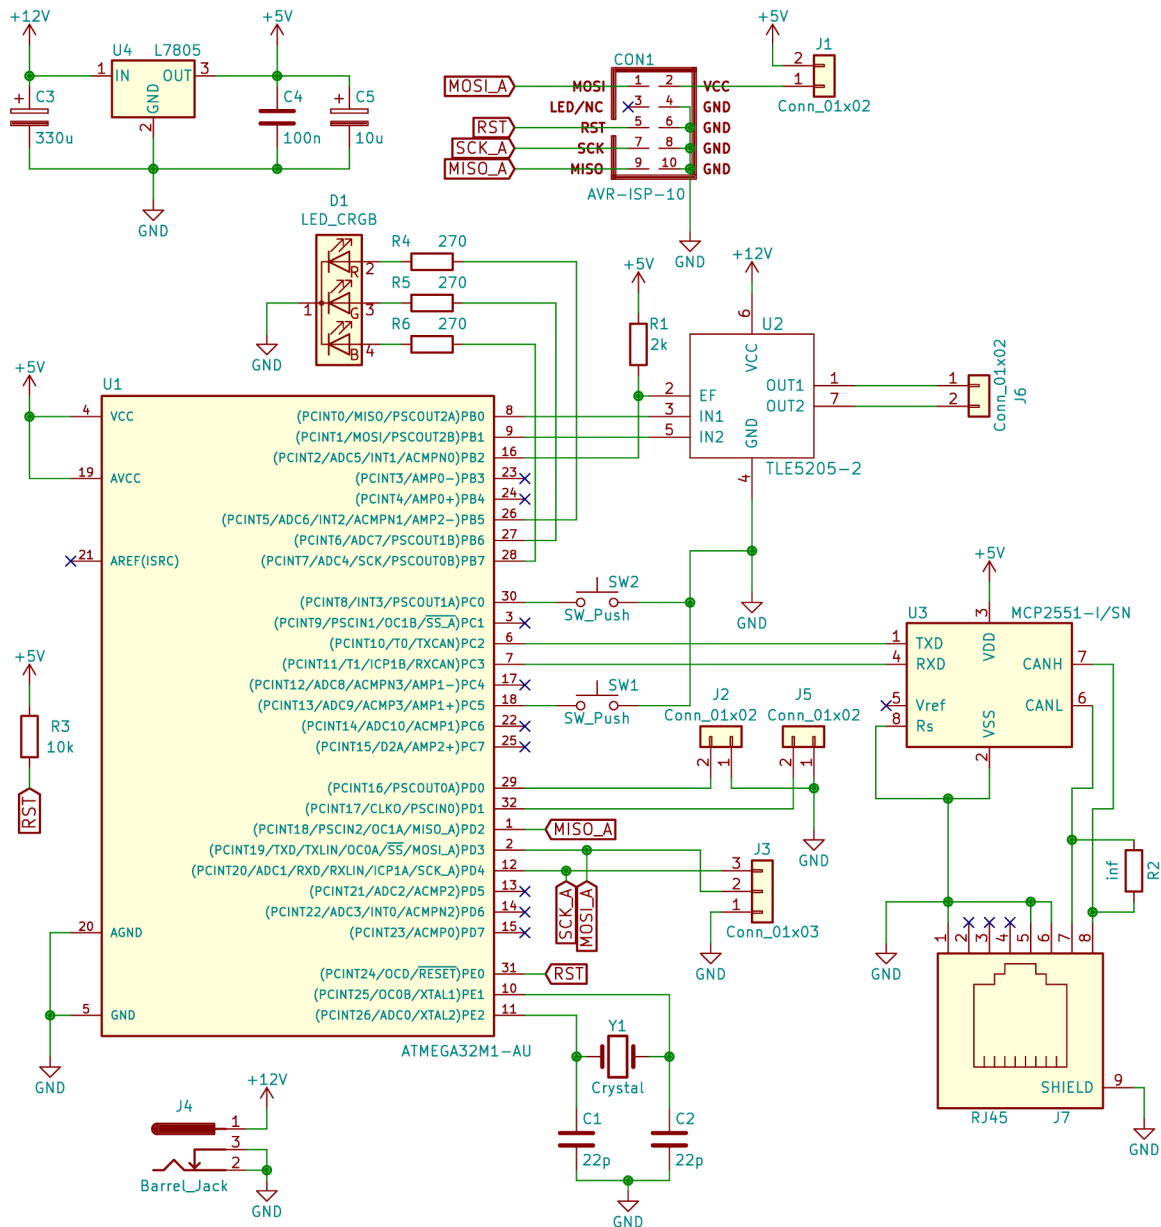 +12V
+5V
U4
L7805
1
IN
OUT
3
GND
2
+
C3
330u
C4
100n
+
C5
10u
GND
+5V
J1
2
1
Conn_01x02
CON1
MOSI_A
MOSI
1
2
VCC
LED/NC
3
4
GND
RST
RST
5
6
GND
SCK_A
SCK
7
8
GND
MISO_A
MISO
9
10
GND
AVR-ISP-10
GND
D1
LED_CRGB
R
2
G
3
B
4
1
GND
R4
270
R5
270
R6
270
+5V
R1
2k
+12V
6
U2
VCC
2
EF
3
IN1
5
IN2
OUT1
1
OUT2
7
GND
4
TLE5205-2
1
2
Conn_01x02
J6
GND
+5V
U1
4
VCC
19
AVCC
21
AREF(ISRC)
20
AGND
5
GND
GND
(PCINT0/MISO/PSCOUT2A)PB0
8
(PCINT1/MOSI/PSCOUT2B)PB1
9
(PCINT2/ADC5/INT1/ACMPN0)PB2
16
(PCINT3/AMP0-)PB3
23
(PCINT4/AMP0+)PB4
24
(PCINT5/ADC6/INT2/ACMPN1/AMP2-)PB5
26
(PCINT6/ADC7/PSCOUT1B)PB6
27
(PCINT7/ADC4/SCK/PSCOUT0B)PB7
28
(PCINT8/INT3/PSCOUT1A)PC0
30
(PCINT9/PSCIN1/OC1B/SS_A)PC1
3
(PCINT10/T0/TXCAN)PC2
6
(PCINT11/T1/ICP1B/RXCAN)PC3
7
(PCINT12/ADC8/ACMPN3/AMP1-)PC4
17
(PCINT13/ADC9/ACMP3/AMP1+)PC5
18
(PCINT14/ADC10/ACMP1)PC6
22
(PCINT15/D2A/AMP2+)PC7
25
(PCINT16/PSCOUT0A)PD0
29
(PCINT17/CLKO/PSCIN0)PD1
32
(PCINT18/PSCIN2/OC1A/MISO_A)PD2
1
(PCINT19/TXD/TXLIN/OC0A/SS/MOSI_A)PD3
2
(PCINT20/ADC1/RXD/RXLIN/ICP1A/SCK_A)PD4
12
(PCINT21/ADC2/ACMP2)PD5
13
(PCINT22/ADC3/INT0/ACMPN2)PD6
14
(PCINT23/ACMP0)PD7
15
(PCINT24/OCD/RESET)PE0
31
(PCINT25/OC0B/XTAL1)PE1
10
(PCINT26/ADC0/XTAL2)PE2
11
ATMEGA32M1-AU
+5V
R3
10k
RST
SW2
SW_Push
SW1
SW_Push
J2
Conn_01x02
2
1
J5
Conn_01x02
2
1
GND
MISO_A
SCK_A
MOSI_A
J3
3
2
1
Conn_01x03
GND
RST
Y1
Crystal
C1
22p
C2
22p
GND
+5V
U3
MCP2551-I/SN
3
VDD
1
TXD
4
RXD
5
Vref
8
Rs
CANH
7
CANL
6
VSS
2
inf
R2
GND
1
2
3
4
5
6
7
8
SHIELD
9
RJ45
J7
GND
+12V
J4
1
3
2
Barrel_Jack
GND